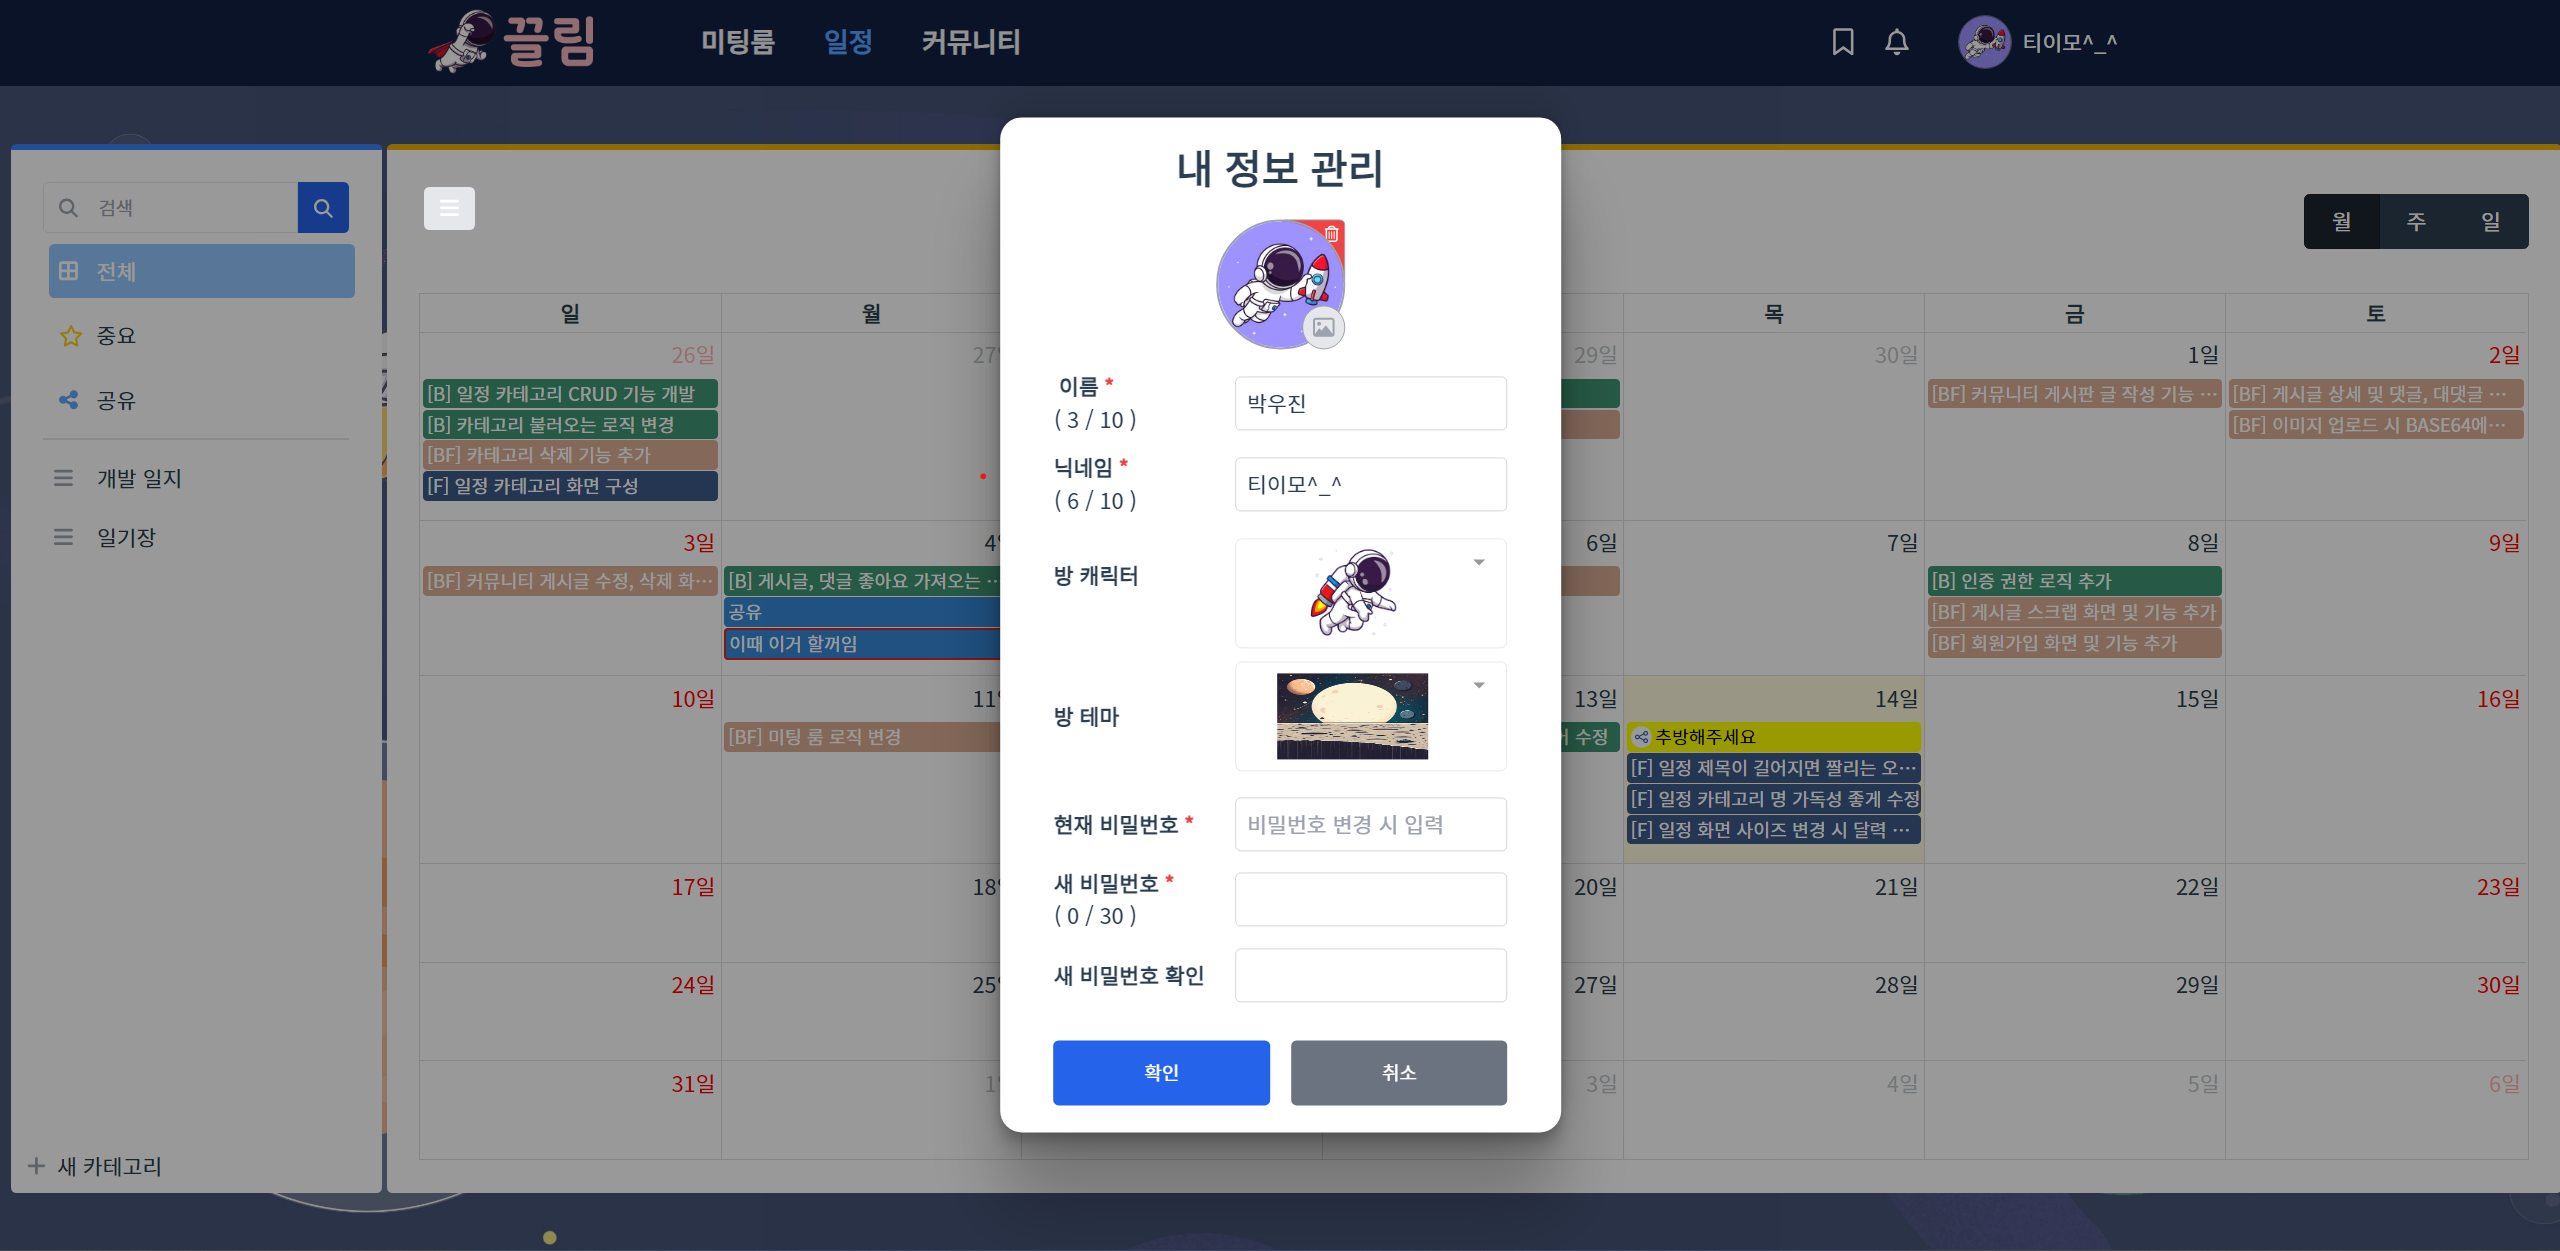 끌림
미팅룸
일정
커뮤니티
티이모^_^
검색
전체
중요
공유
개발 일지
일기장
새 카테고리
월
주
일
일
월
목
금
토
26일
27
29일
30일
1일
2일
[B] 일정 카테고리 CRUD 기능 개발
[B] 카테고리 불러오는 로직 변경
[BF] 카테고리 삭제 기능 추가
[F] 일정 카테고리 화면 구성
[BF] 커뮤니티 게시판 글 작성 기능 ⋯
[BF] 게시글 상세 및 댓글, 대댓글 ⋯
[BF] 이미지 업로드 시 BASE64에⋯
3일
4
6일
7일
8일
9일
[BF] 커뮤니티 게시글 수정, 삭제 화⋯
[B] 게시글, 댓글 좋아요 가져오는 ⋯
공유
이때 이거 할꺼임
[B] 인증 권한 로직 추가
[BF] 게시글 스크랩 화면 및 기능 추가
[BF] 회원가입 화면 및 기능 추가
10일
11
13일
14일
15일
16일
[BF] 미팅 룸 로직 변경
수정
추방해주세요
[F] 일정 제목이 길어지면 짤리는 오⋯
[F] 일정 카테고리 명 가독성 좋게 수정
[F] 일정 화면 사이즈 변경 시 달력 ⋯
17일
18
20일
21일
22일
23일
24일
25
27일
28일
29일
30일
31일
1
3일
4일
5일
6일
내 정보 관리
이름 *
( 3 / 10 )
박우진
닉네임 *
( 6 / 10 )
티이모^_^
방 캐릭터
방 테마
현재 비밀번호 *
비밀번호 변경 시 입력
새 비밀번호 *
( 0 / 30 )
새 비밀번호 확인
확인
취소